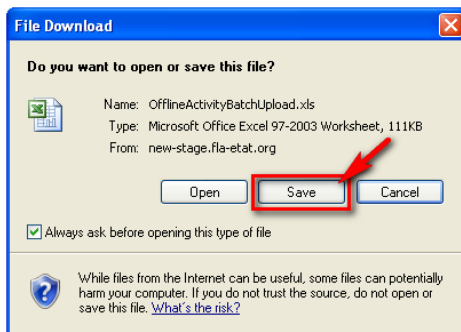 File Download
Do you want to open or save this file?
Name: OfflineActivityBatchUpload.xls
Type: Microsoft Office Excel 97-2003 Worksheet, 111KB
From: new-stage.fla-etat.org
Open Save Cancel
Always ask before opening this type of file
While files from the Internet can be useful, some files can potentially
harm your computer. If you do not trust the source, do not open or
save this file. What's the risk?